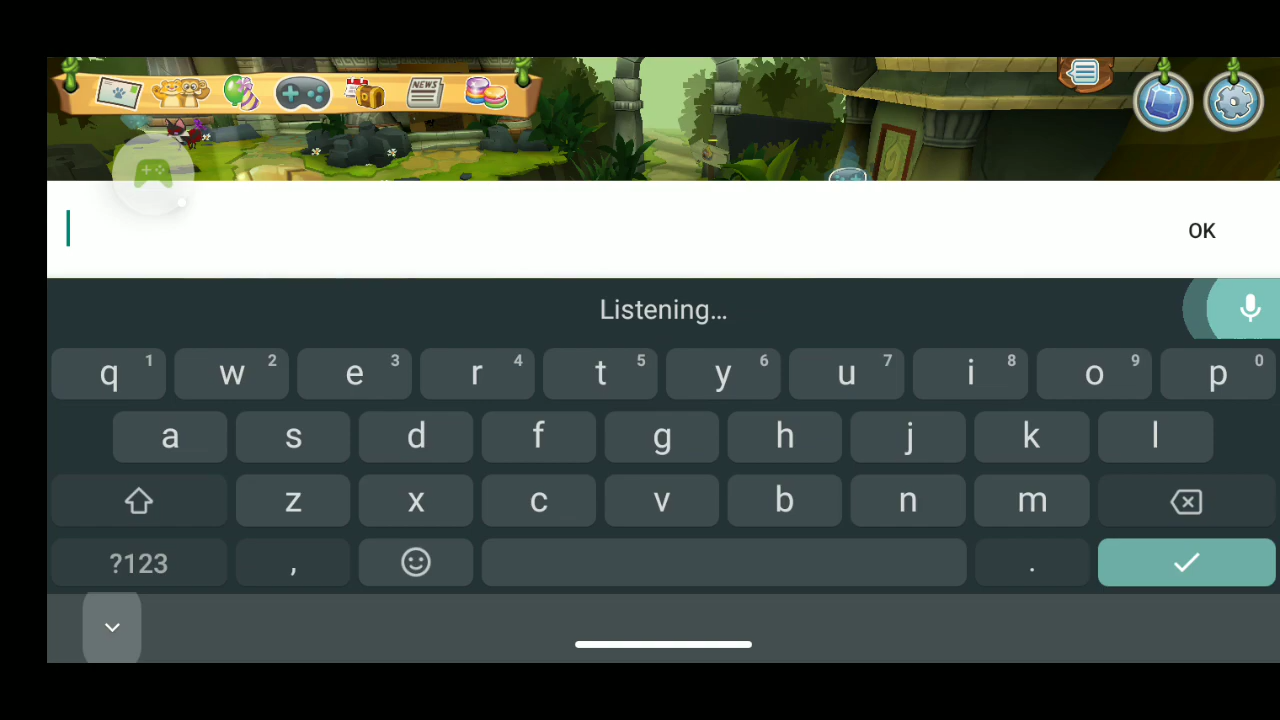 NEWS
OK
Listening...
q 1 w 2 e 3 r 4 t 5 y 6 u 7 i 8 o 9 p 0
a s d f g h j k l
z x c v b n m
?123 , .